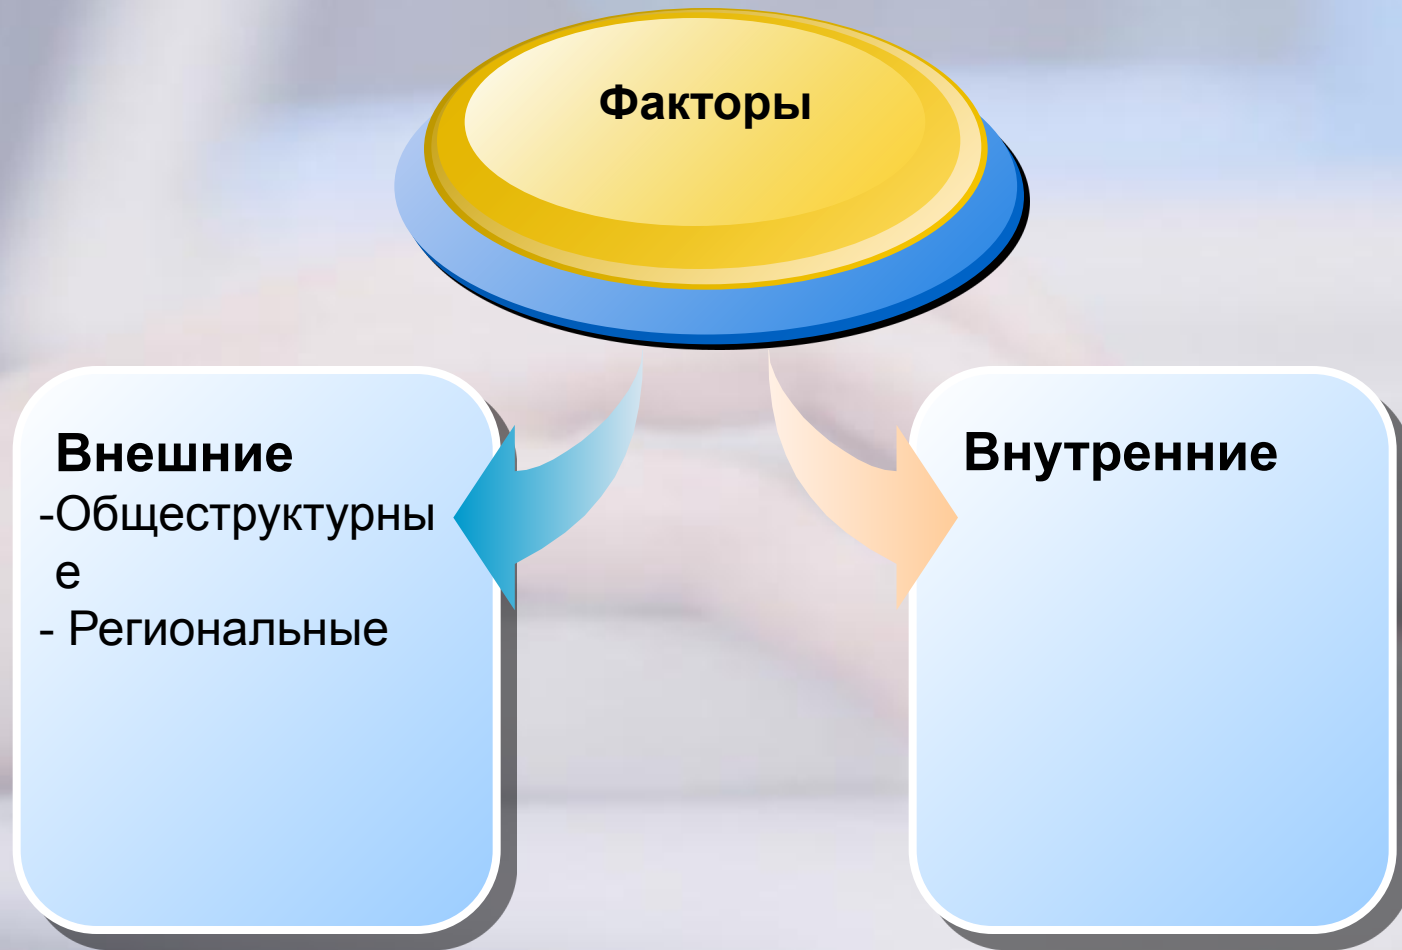 Факторы
Внешние
-Общеструктурны
е
- Региональные
Внутренние